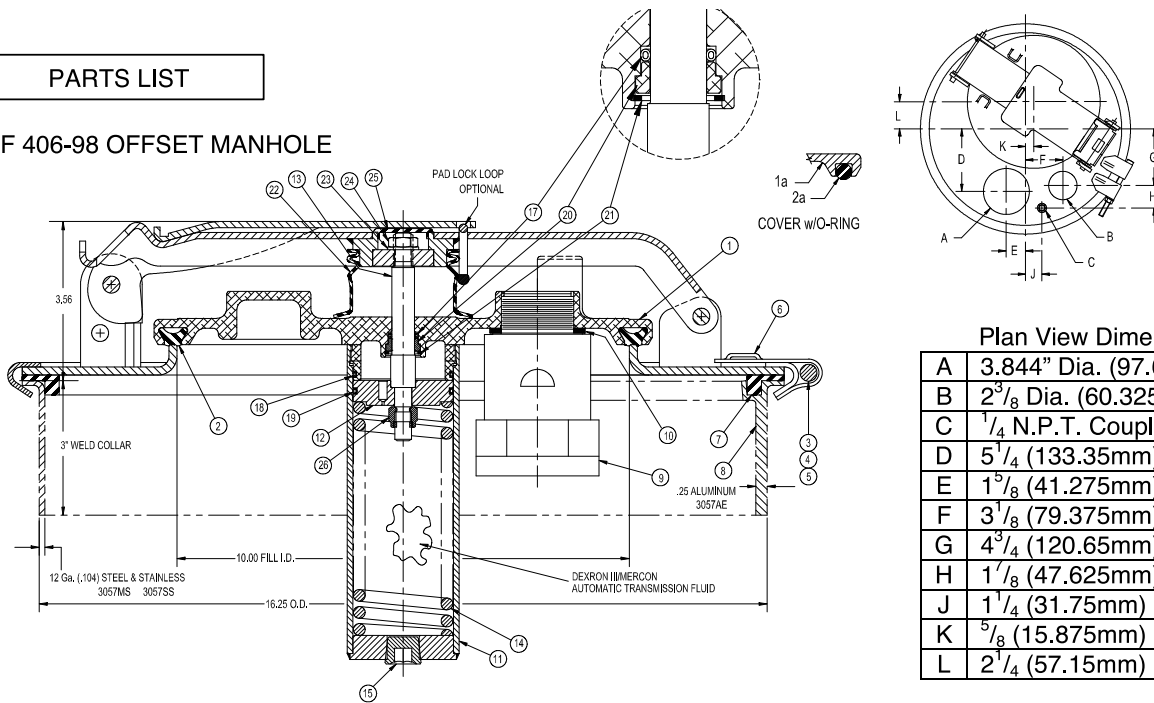 PARTS LIST
F 406-98 OFFSET MANHOLE
22
13
23
24
25
PAD LOCK LOOP
OPTIONAL
17
20
21
1
1a
2a
COVER w/O-RING
L
D
K
F
G
H
A
E
J
C
B
3,56
6
18
19
2
12
26
10
9
7
8
3
4
5
3" WELD COLLAR
.25 ALUMINUM
3057AE
10.00 FILL I.D.
12 Ga. (.104) STEEL & STAINLESS
3057MS 3057SS
16.25 O.D.
DEXRON III/MERCON
AUTOMATIC TRANSMISSION FLUID
14
11
15
Plan View Dime
A 3.844” Dia. (97.
B 2 3/8 Dia. (60.325
C 1/4 N.P.T. Coupl
D 5 1/4 (133.35mm)
E 1 5/8 (41.275mm)
F 3 1/8 (79.375mm)
G 4 3/4 (120.65mm)
H 1 7/8 (47.625mm)
J 1 1/4 (31.75mm)
K 5/8 (15.875mm)
L 2 1/4 (57.15mm)